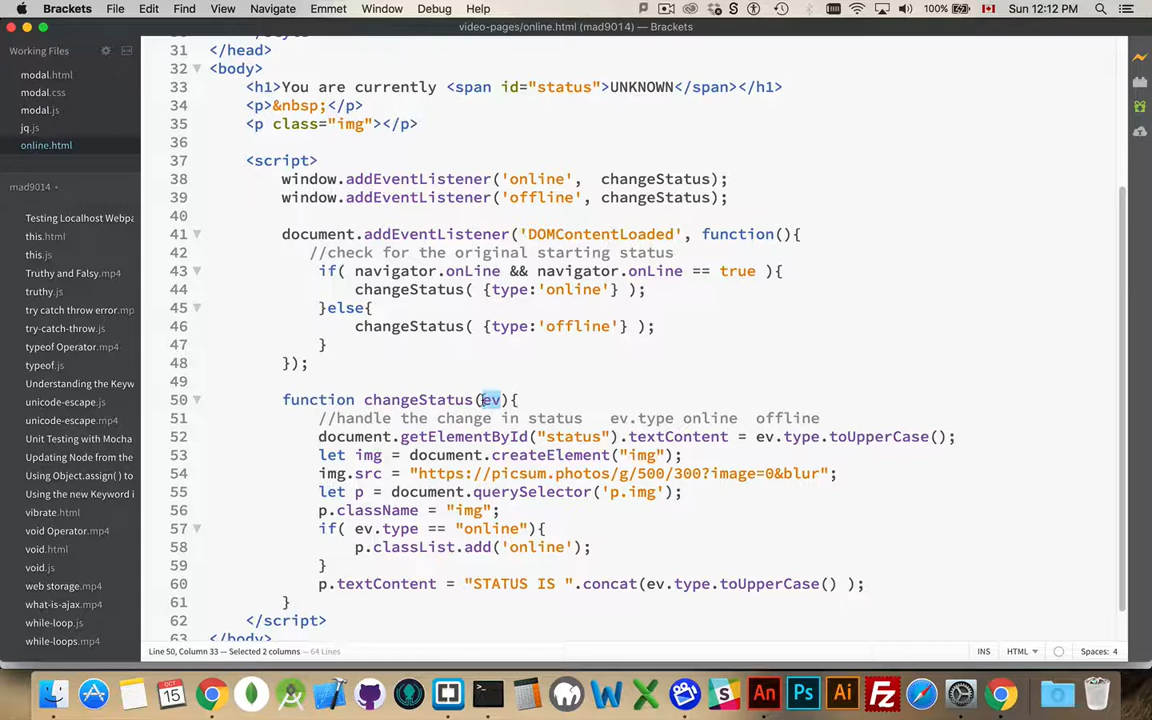 Brackets File Edit Find View Navigate Emmet Window Debug Help 100% Sun 12:12 PM
video-pages/online.html (mad9014) — Brackets
Working Files
modal.html
modal.css
modal.js
jq.js
online.html
mad9014
Testing Localhost Webpa
this.html
this.js
Truthy and Falsy.mp4
truthy.js
try catch throw error.mp
try-catch-throw.js
typeof Operator.mp4
typeof.js
Understanding the Keyw
unicode-escape.js
unicode-escape.mp4
Unit Testing with Mocha
Updating Node from the
Using Object.assign() to
Using the new Keyword i
vibrate.html
void Operator.mp4
void.html
void.js
web storage.mp4
what-is-ajax.mp4
while-loop.js
while-loops.mp4
31 </head>
32 <body>
33 <h1>You are currently <span id="status">UNKNOWN</span></h1>
34 <p>&nbsp;</p>
35 <p class="img"></p>
36
37 <script>
38 window.addEventListener('online',  changeStatus);
39 window.addEventListener('offline', changeStatus);
40
41 document.addEventListener('DOMContentLoaded', function(){
42 //check for the original starting status
43 if( navigator.onLine && navigator.onLine == true ){
44 changeStatus( {type:'online'} );
45 }else{
46 changeStatus( {type:'offline'} );
47 }
48 });
49
50 function changeStatus(ev){
51 //handle the change in status   ev.type online  offline
52 document.getElementById("status").textContent = ev.type.toUpperCase();
53 let img = document.createElement("img");
54 img.src = "https://picsum.photos/g/500/300?image=0&blur";
55 let p = document.querySelector('p.img');
56 p.className = "img";
57 if( ev.type == "online"){
58 p.classList.add('online');
59 }
60 p.textContent = "STATUS IS ".concat(ev.type.toUpperCase() );
61 }
62 </script>
63 </body>
Line 50, Column 33 — Selected 2 columns — 64 Lines INS HTML Spaces: 4
OCT
15
An Ps Ai Fz